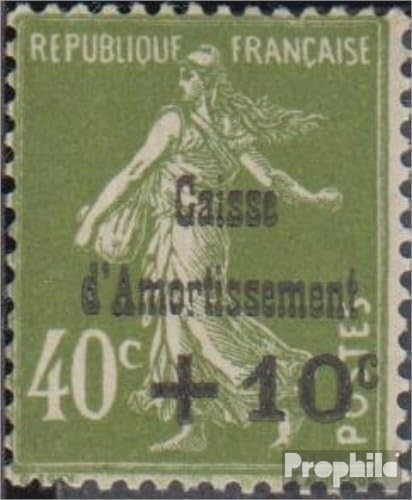 REPUBLIQUE FRANÇAISE
Caisse
d'Amortissement
40c
+10c
POSTES
Prophila